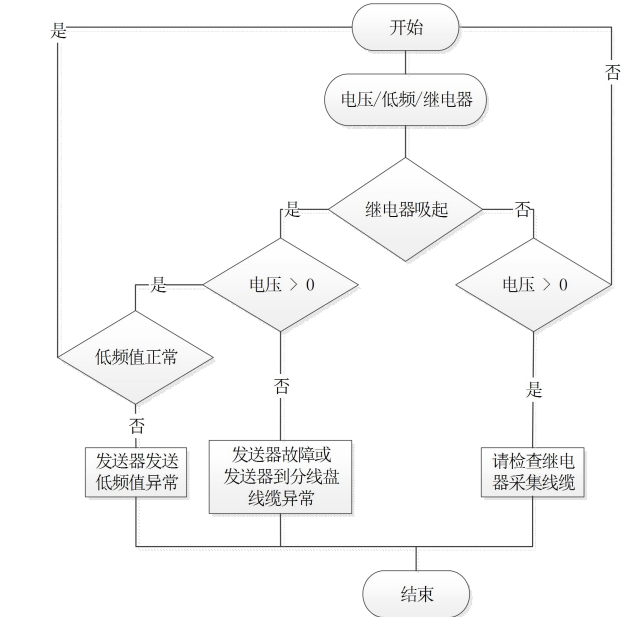 开始
是
否
电压/低频/继电器
继电器吸起
是
否
电压 > 0
电压 > 0
是
低频值正常
否
是
否
发送器发送
低频值异常
发送器故障或
发送器到分线盘
线缆异常
请检查继电
器采集线缆
结束